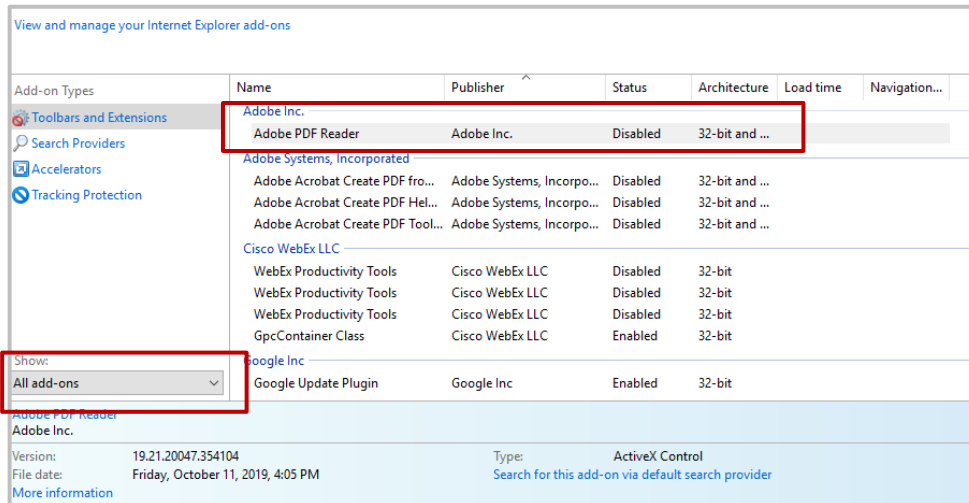 View and manage your Internet Explorer add-ons
Add-on Types
Toolbars and Extensions
Search Providers
Accelerators
Tracking Protection
Show:
All add-ons
Name Publisher Status Architecture Load time Navigation...
Adobe Inc.
Adobe PDF Reader Adobe Inc. Disabled 32-bit and ...
Adobe Systems, Incorporated
Adobe Acrobat Create PDF fro... Adobe Systems, Incorpo... Disabled 32-bit and ...
Adobe Acrobat Create PDF Hel... Adobe Systems, Incorpo... Disabled 32-bit and ...
Adobe Acrobat Create PDF Tool... Adobe Systems, Incorpo... Disabled 32-bit and ...
Cisco WebEx LLC
WebEx Productivity Tools Cisco WebEx LLC Disabled 32-bit
WebEx Productivity Tools Cisco WebEx LLC Disabled 32-bit
WebEx Productivity Tools Cisco WebEx LLC Disabled 32-bit
GpcContainer Class Cisco WebEx LLC Enabled 32-bit
Google Inc
Google Update Plugin Google Inc Enabled 32-bit
Adobe PDF Reader
Adobe Inc.
Version: 19.21.20047.354104 Type: ActiveX Control
File date: Friday, October 11, 2019, 4:05 PM Search for this add-on via default search provider
More information